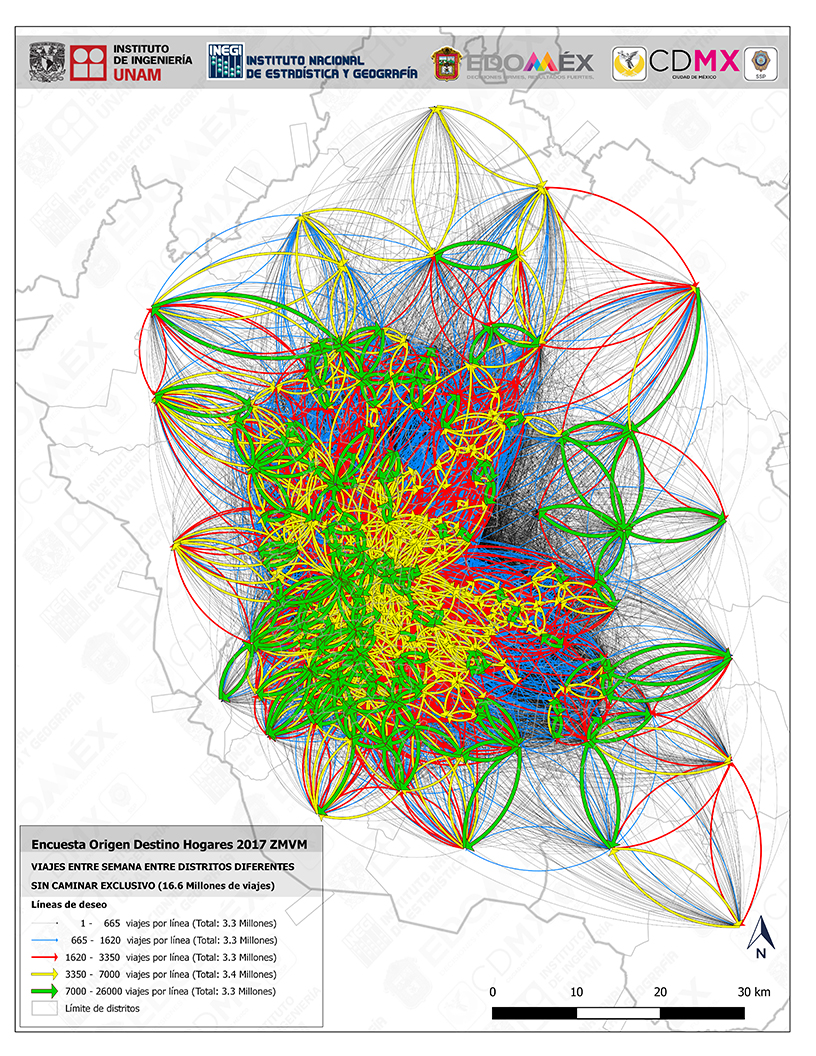 INSTITUTO
DE INGENIERÍA
UNAM
INEGI
INSTITUTO NACIONAL
DE ESTADÍSTICA Y GEOGRAFÍA
EDOMÉX
DECISIONES FIRMES, RESULTADOS FUERTES.
CDMX
CIUDAD DE MÉXICO
SSP
Encuesta Origen Destino Hogares 2017 ZMVM
VIAJES ENTRE SEMANA ENTRE DISTRITOS DIFERENTES
SIN CAMINAR EXCLUSIVO (16.6 Millones de viajes)
Líneas de deseo
1 - 665 viajes por línea (Total: 3.3 Millones)
665 - 1620 viajes por línea (Total: 3.3 Millones)
1620 - 3350 viajes por línea (Total: 3.3 Millones)
3350 - 7000 viajes por línea (Total: 3.4 Millones)
7000 - 26000 viajes por línea (Total: 3.3 Millones)
Límite de distritos
N
0 10 20 30 km